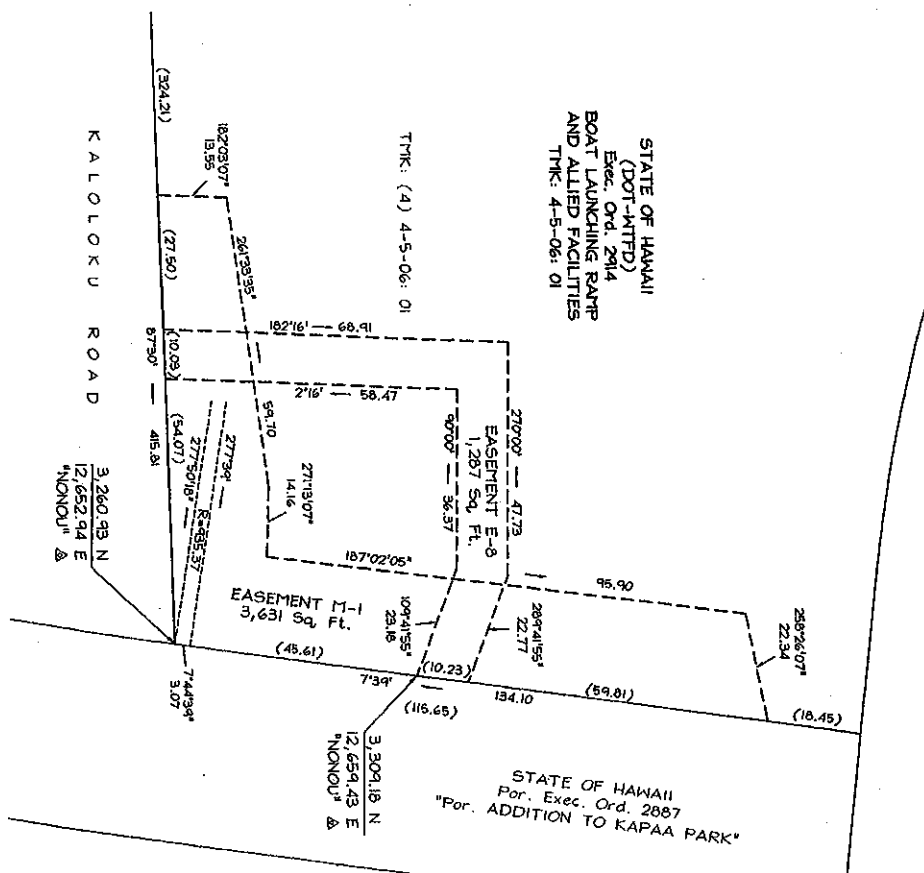 STATE OF HAWAII
(DOT-WTFD)
Exec. Ord. 2914
BOAT LAUNCHING RAMP
AND ALLIED FACILITIES
TMK: 4-5-06: 01
TMK: (4) 4-5-06: 01
(324.21)
182°03'07"
13.55
261°33'35"
59.70
(27.50)
KALOLOKU ROAD
87°30' — 415.81
(10.09)
(54.07)
182°16' — 68.91
2°16' — 58.47
270°00' — 47.73
EASEMENT E-8
1,287 Sq. Ft.
90°00' — 36.37
271°13'07"
14.16
277°39'
277°50'18"
R=935.37
187°02'05"
95.90
258°26'07"
22.34
289°41'55"
22.77
109°41'55"
23.18
EASEMENT M-1
3,631 Sq. Ft.
(45.61)
(10.23)
(59.81)
(18.45)
7°39'
134.10
(115.65)
7°44'39"
3.07
3,260.93 N
12,652.94 E
"NONOU"
3,309.18 N
12,659.43 E
"NONOU"
STATE OF HAWAII
Por. Exec. Ord. 2887
"Por. ADDITION TO KAPAA PARK"